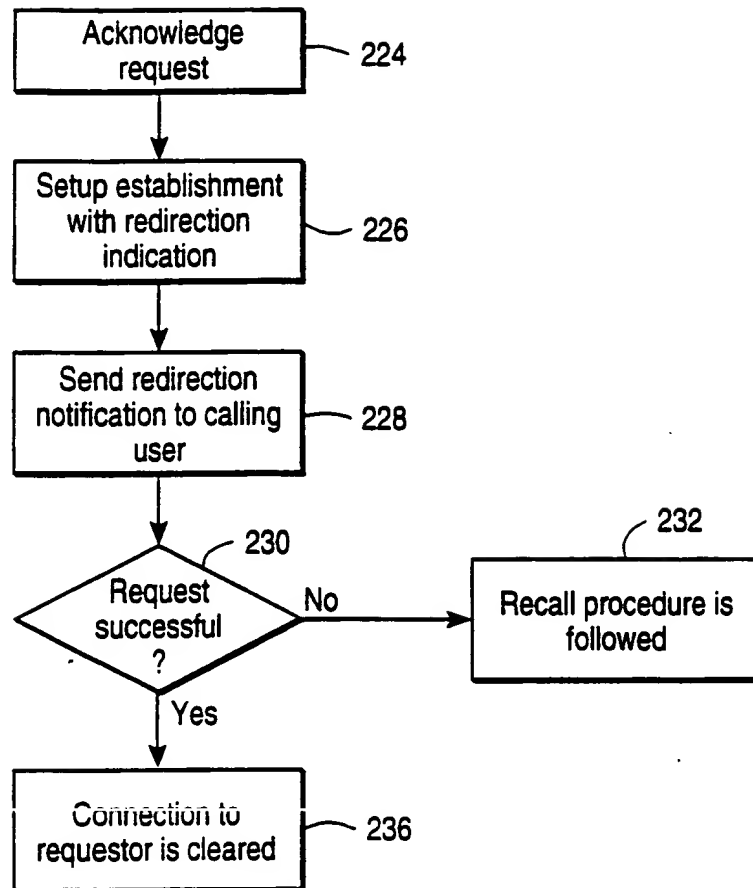 Acknowledge
request
224
Setup establishment
with redirection
indication
226
Send redirection
notification to calling
user
228
230
Request
successful
?
No
232
Recall procedure is
followed
Yes
Connection to
requestor is cleared
236